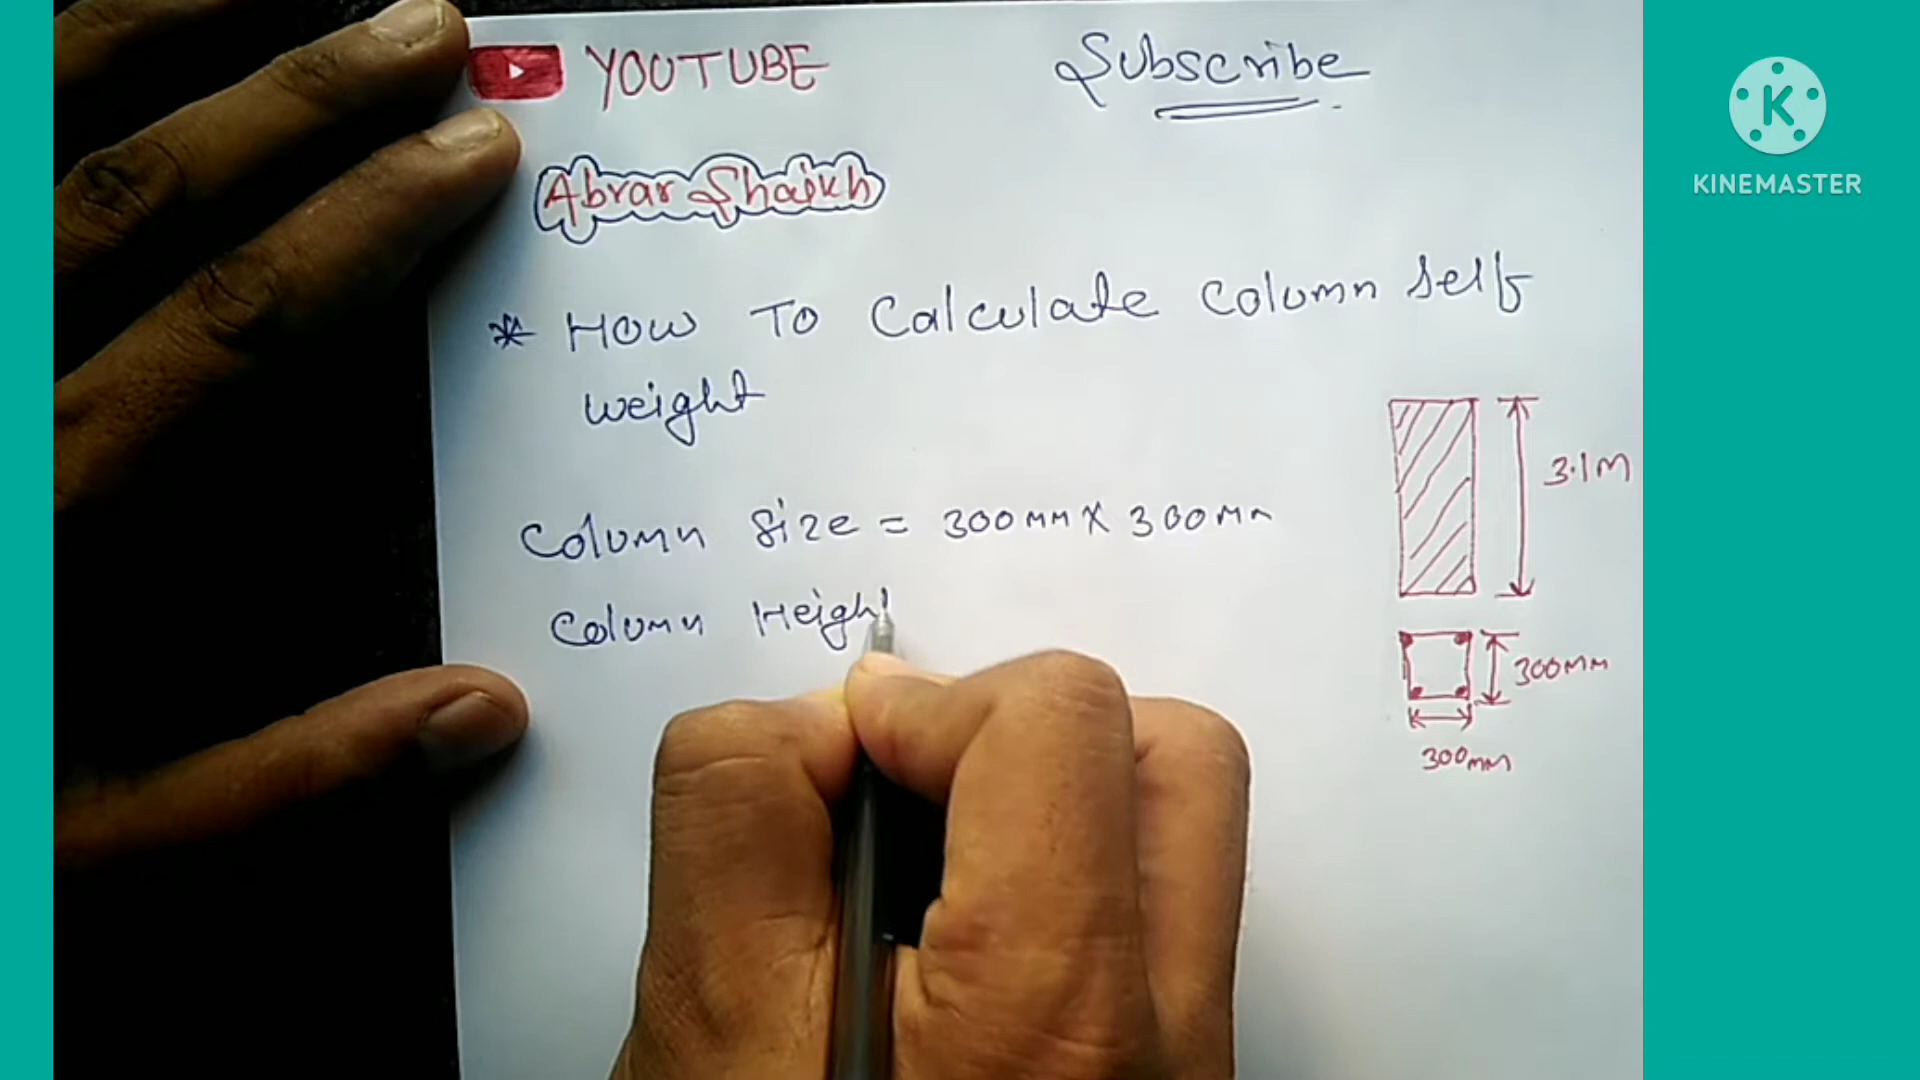 YOUTUBE Subscribe
Abrar Shaikh
* HOW TO Calculate Column Self
weight
Column Size = 300mm X 300mm
Column Heigh
3.1M
300mm
300mm
K
KINEMASTER